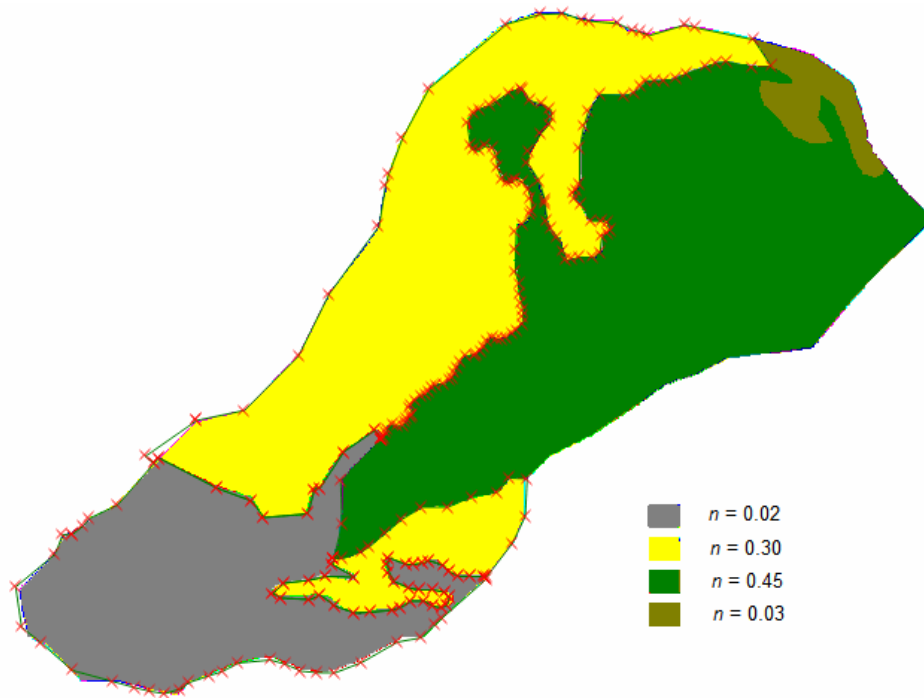 n = 0.02
n = 0.30
n = 0.45
n = 0.03